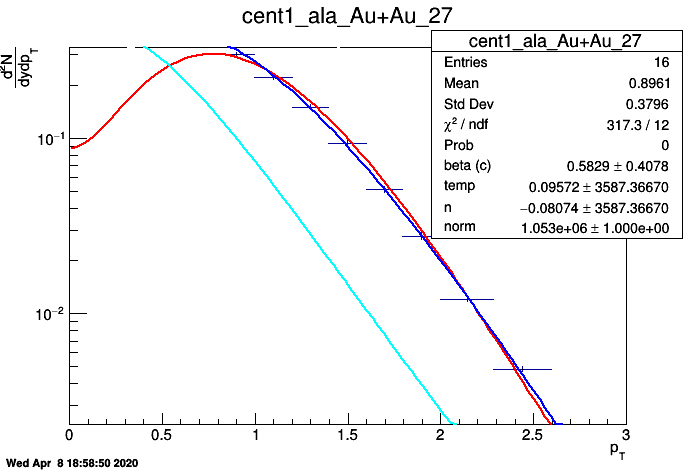 cent1_ala_Au+Au_27
d²N
dydp_T
cent1_ala_Au+Au_27
Entries 16
Mean 0.8961
Std Dev 0.3796
χ² / ndf 317.3 / 12
Prob 0
beta (c) 0.5829 ± 0.4078
temp 0.09572 ± 3587.36670
n −0.08074 ± 3587.36670
norm 1.053e+06 ± 1.000e+00
10⁻¹
10⁻²
0 0.5 1 1.5 2 2.5 3
p_T
Wed Apr 8 18:58:50 2020